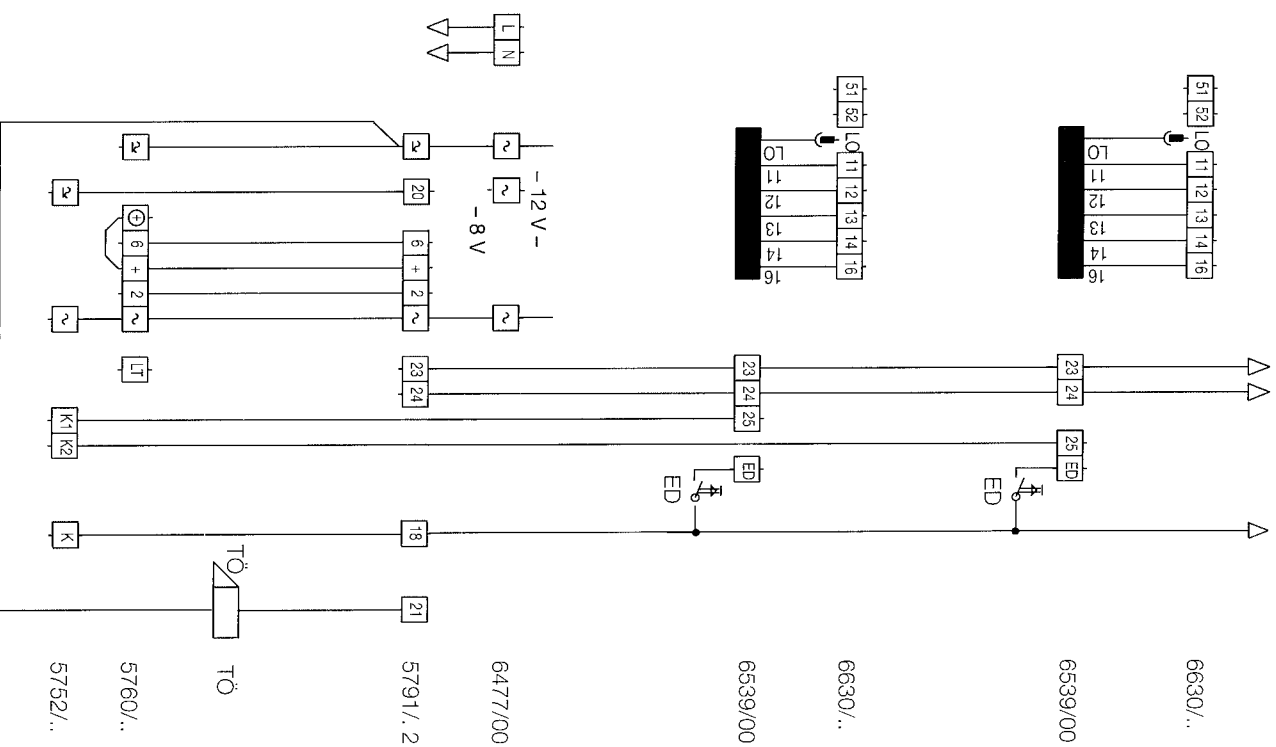 51 52 LO 11 12 13 14 16 6630/..
LO 11 12 13 14 16
23 24 25 ED 6539/00
ED
51 52 LO 11 12 13 14 16 6630/..
LO 11 12 13 14 16
23 24 25 ED 6539/00
ED
– 12 V –
L N ~ ~ ~ 6477/00
– 8 V
20 6 + 2 ~ 23 24 18 21 5791/. 2
TÖ
TÖ
+ 6 + 2 ~ LT 5760/..
~ K1 K2 K 5752/..